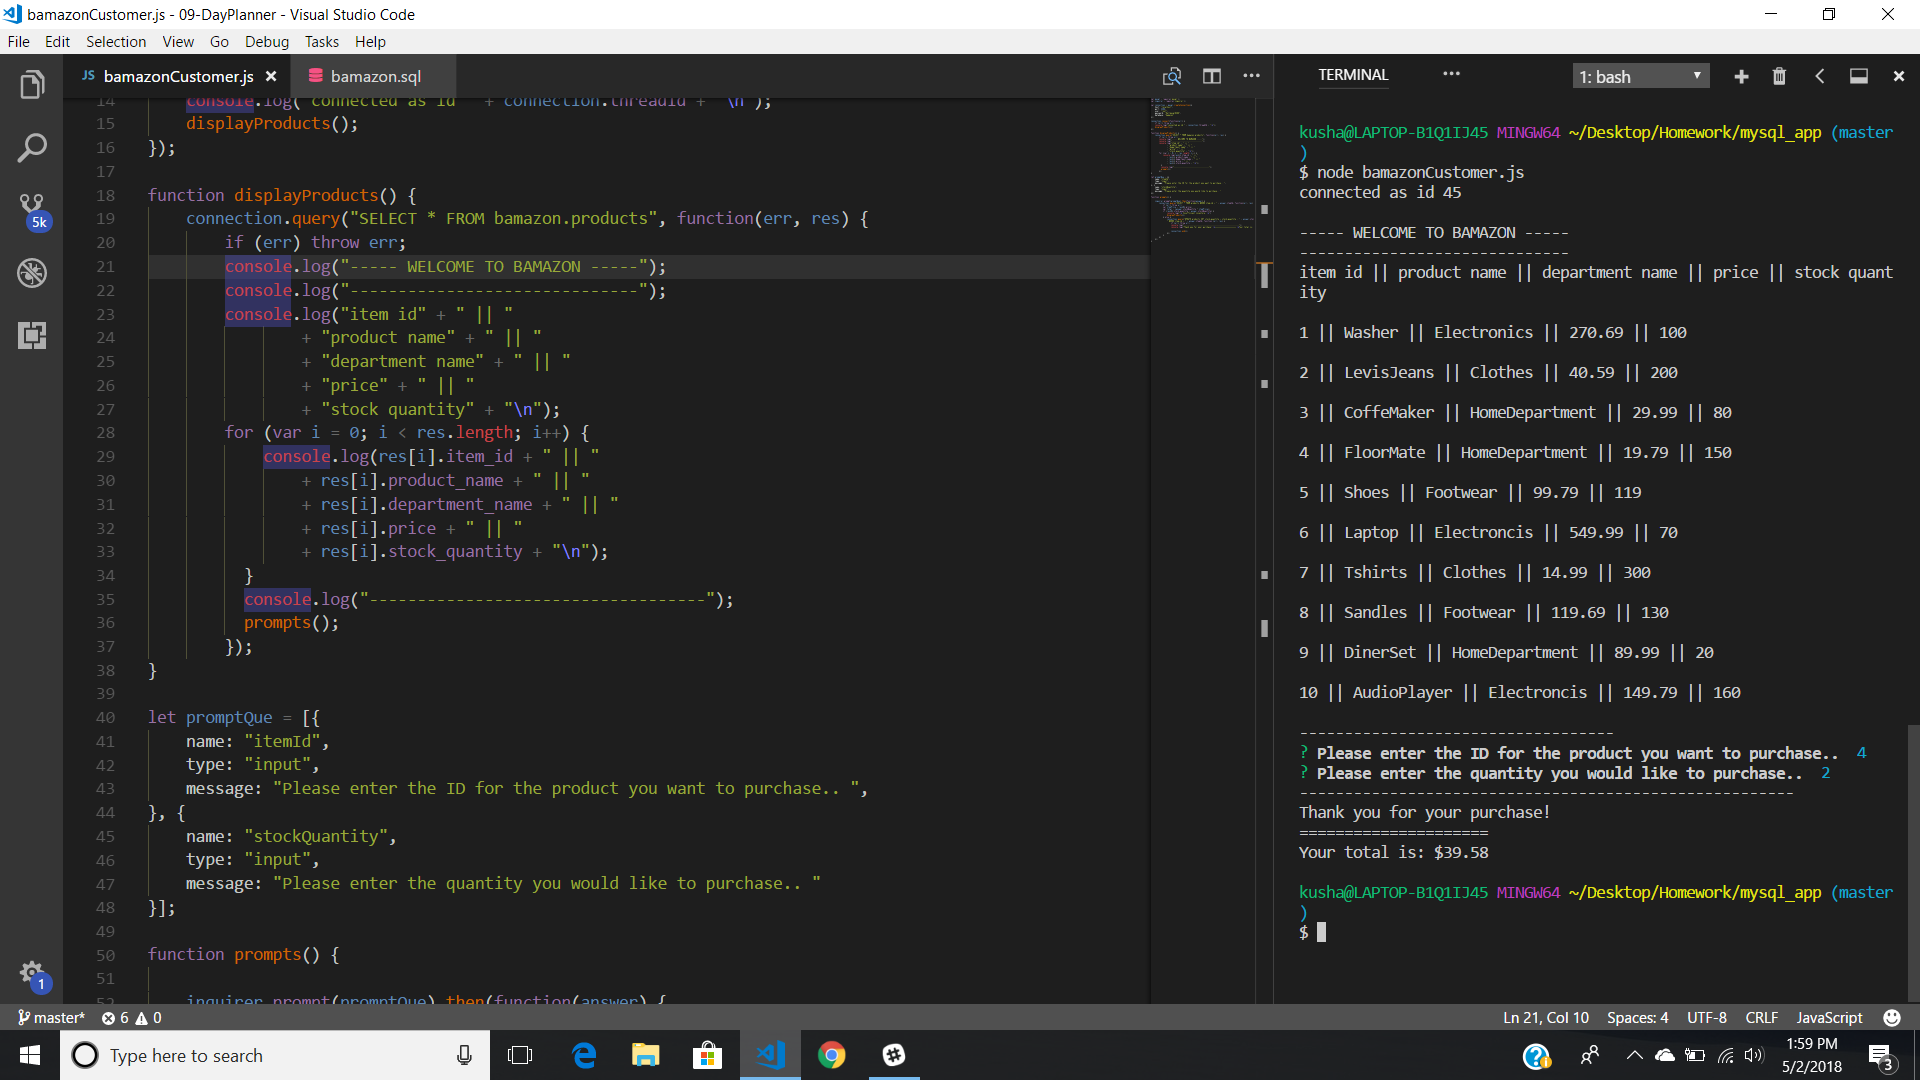 bamazonCustomer.js - 09-DayPlanner - Visual Studio Code
File Edit Selection View Go Debug Tasks Help
JS bamazonCustomer.js × bamazon.sql
14 console.log("connected as id " + connection.threadId + "\n");
15 displayProducts();
16 });
17
18 function displayProducts() {
19 connection.query("SELECT * FROM bamazon.products", function(err, res) {
20 if (err) throw err;
21 console.log("----- WELCOME TO BAMAZON -----");
22 console.log("------------------------------");
23 console.log("item id" + " || "
24 + "product name" + " || "
25 + "department name" + " || "
26 + "price" + " || "
27 + "stock quantity" + "\n");
28 for (var i = 0; i < res.length; i++) {
29 console.log(res[i].item_id + " || "
30 + res[i].product_name + " || "
31 + res[i].department_name + " || "
32 + res[i].price + " || "
33 + res[i].stock_quantity + "\n");
34 }
35 console.log("-----------------------------------");
36 prompts();
37 });
38 }
39
40 let promptQue = [{
41 name: "itemId",
42 type: "input",
43 message: "Please enter the ID for the product you want to purchase.. ",
44 }, {
45 name: "stockQuantity",
46 type: "input",
47 message: "Please enter the quantity you would like to purchase.. "
48 }];
49
50 function prompts() {
51
52 inquirer.prompt(promptQue).then(function(answer) {
TERMINAL 1: bash
kusha@LAPTOP-B1Q1IJ45 MINGW64 ~/Desktop/Homework/mysql_app (master
)
$ node bamazonCustomer.js
connected as id 45
----- WELCOME TO BAMAZON -----
------------------------------
item id || product name || department name || price || stock quant
ity
1 || Washer || Electronics || 270.69 || 100
2 || LevisJeans || Clothes || 40.59 || 200
3 || CoffeMaker || HomeDepartment || 29.99 || 80
4 || FloorMate || HomeDepartment || 19.79 || 150
5 || Shoes || Footwear || 99.79 || 119
6 || Laptop || Electroncis || 549.99 || 70
7 || Tshirts || Clothes || 14.99 || 300
8 || Sandles || Footwear || 119.69 || 130
9 || DinerSet || HomeDepartment || 89.99 || 20
10 || AudioPlayer || Electroncis || 149.79 || 160
-----------------------------------
? Please enter the ID for the product you want to purchase.. 4
? Please enter the quantity you would like to purchase.. 2
-------------------------------------------------------
Thank you for your purchase!
=====================
Your total is: $39.58
kusha@LAPTOP-B1Q1IJ45 MINGW64 ~/Desktop/Homework/mysql_app (master
)
$
5k
1
master* 6 0
Ln 21, Col 10 Spaces: 4 UTF-8 CRLF JavaScript
Type here to search
1:59 PM
5/2/2018
3